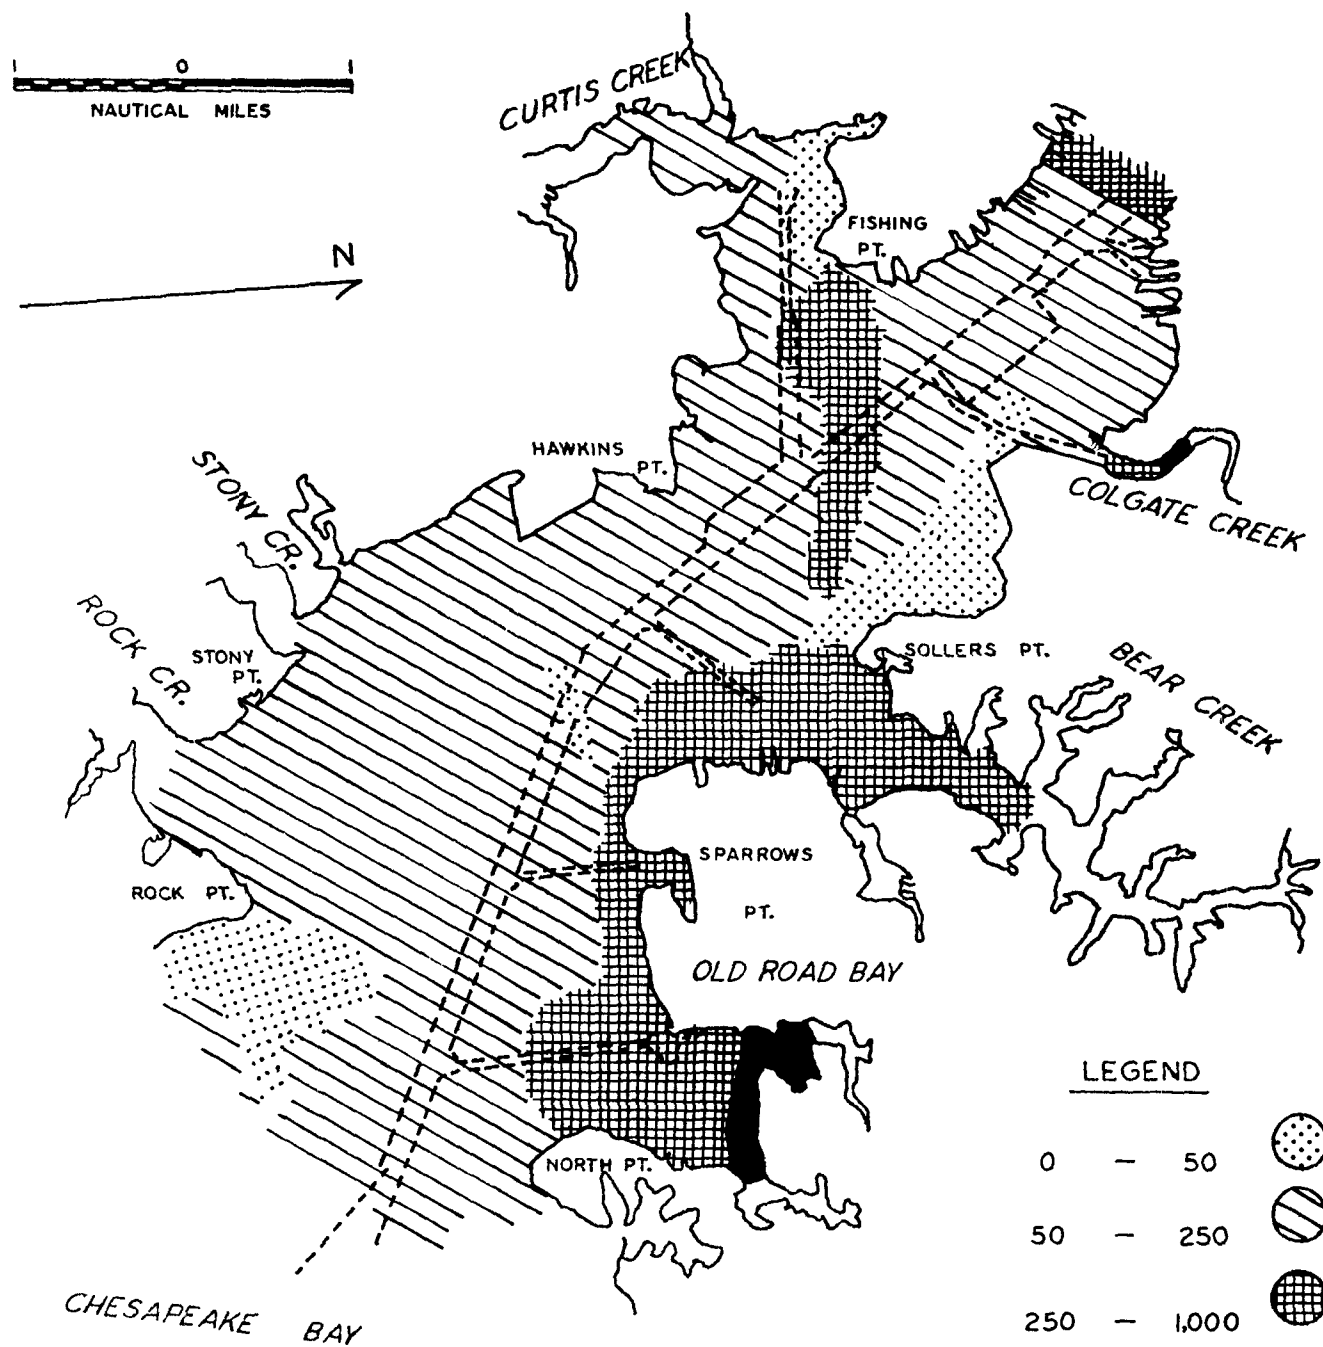 1 0 1
NAUTICAL MILES
N
CURTIS CREEK
FISHING
PT.
HAWKINS
PT.
STONY CR.
COLGATE CREEK
ROCK CR.
STONY
PT.
SOLLERS PT.
BEAR CREEK
ROCK PT.
SPARROWS
PT.
OLD ROAD BAY
NORTH PT.
CHESAPEAKE BAY
LEGEND
0 – 50
50 – 250
250 – 1,000